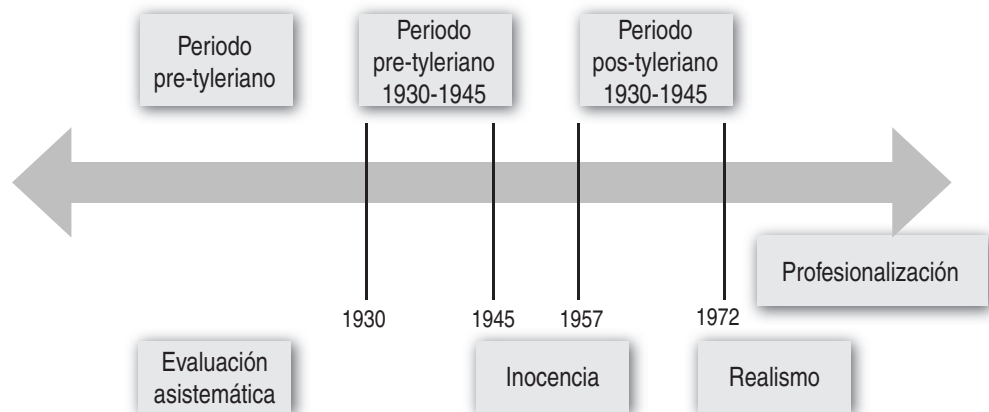 Periodo
pre-tyleriano
Periodo
pre-tyleriano
1930-1945
Periodo
pos-tyleriano
1930-1945
Profesionalización
1930
1945
1957
1972
Evaluación
asistemática
Inocencia
Realismo